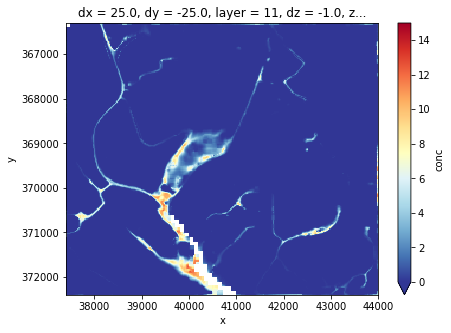 dx = 25.0, dy = -25.0, layer = 11, dz = -1.0, z...
367000
368000
369000
370000
371000
372000
y
38000 39000 40000 41000 42000 43000 44000
x
14
12
10
8
6
4
2
0
conc